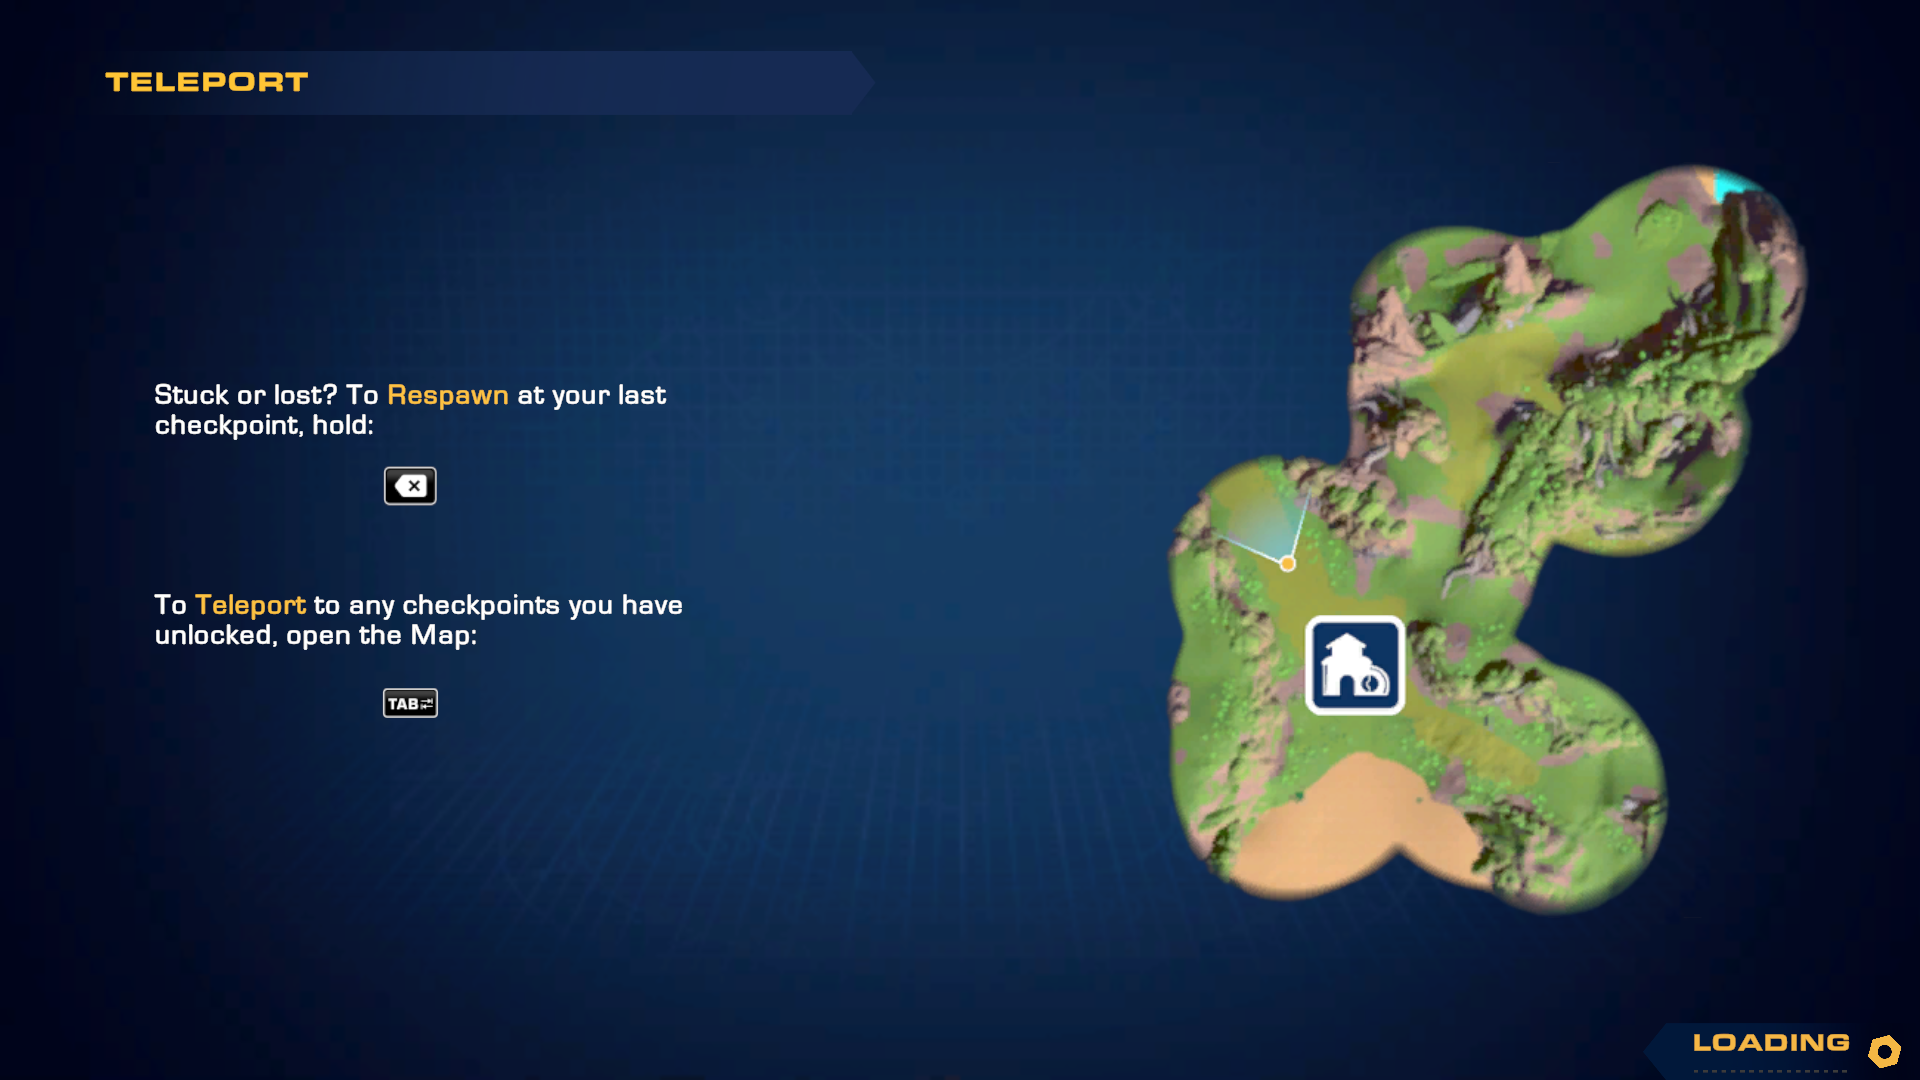 TELEPORT
Stuck or lost? To Respawn at your last
checkpoint, hold:
To Teleport to any checkpoints you have
unlocked, open the Map:
TAB
LOADING